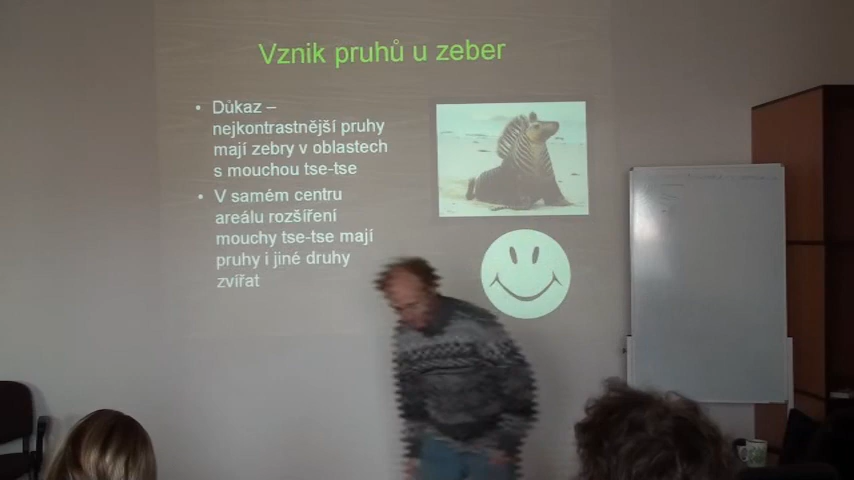 Vznik pruhů u zeber
• Důkaz –
nejkontrastnější pruhy
mají zebry v oblastech
s mouchou tse-tse
• V samém centru
areálu rozšíření
mouchy tse-tse mají
pruhy i jiné druhy
zvířat